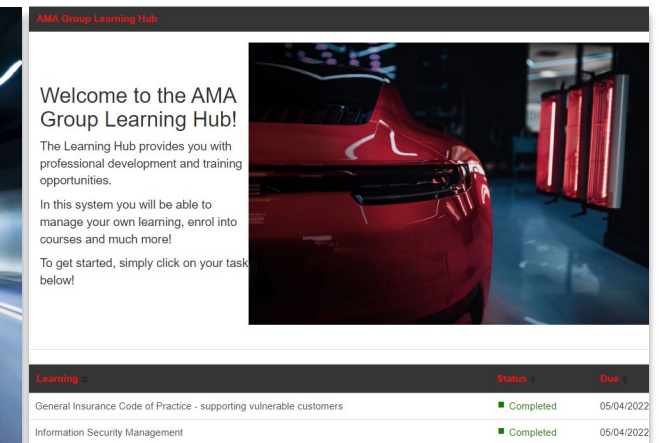 AMA Group Learning Hub
Welcome to the AMA
Group Learning Hub!
The Learning Hub provides you with
professional development and training
opportunities.
In this system you will be able to
manage your own learning, enrol into
courses and much more!
To get started, simply click on your task
below!
Learning Status Due
General Insurance Code of Practice - supporting vulnerable customers Completed 05/04/2022
Information Security Management Completed 05/04/2022